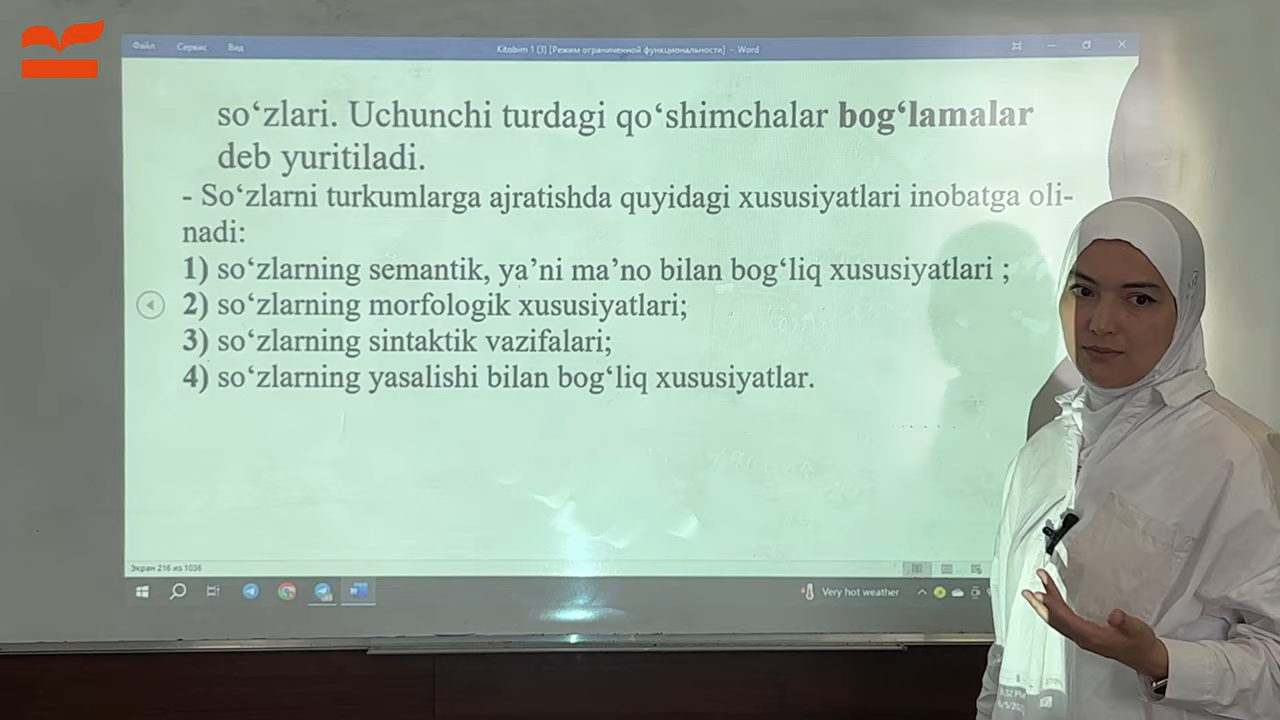 Файл Сервис Вид Kitobim 1 (3) [Режим ограниченной функциональности] - Word
so‘zlari. Uchunchi turdagi qo‘shimchalar bog‘lamalar
deb yuritiladi.
- So‘zlarni turkumlarga ajratishda quyidagi xususiyatlari inobatga oli-
nadi:
1) so‘zlarning semantik, ya’ni ma’no bilan bog‘liq xususiyatlari ;
2) so‘zlarning morfologik xususiyatlari;
3) so‘zlarning sintaktik vazifalari;
4) so‘zlarning yasalishi bilan bog‘liq xususiyatlar.
Экран 216 из 1036
Very hot weather